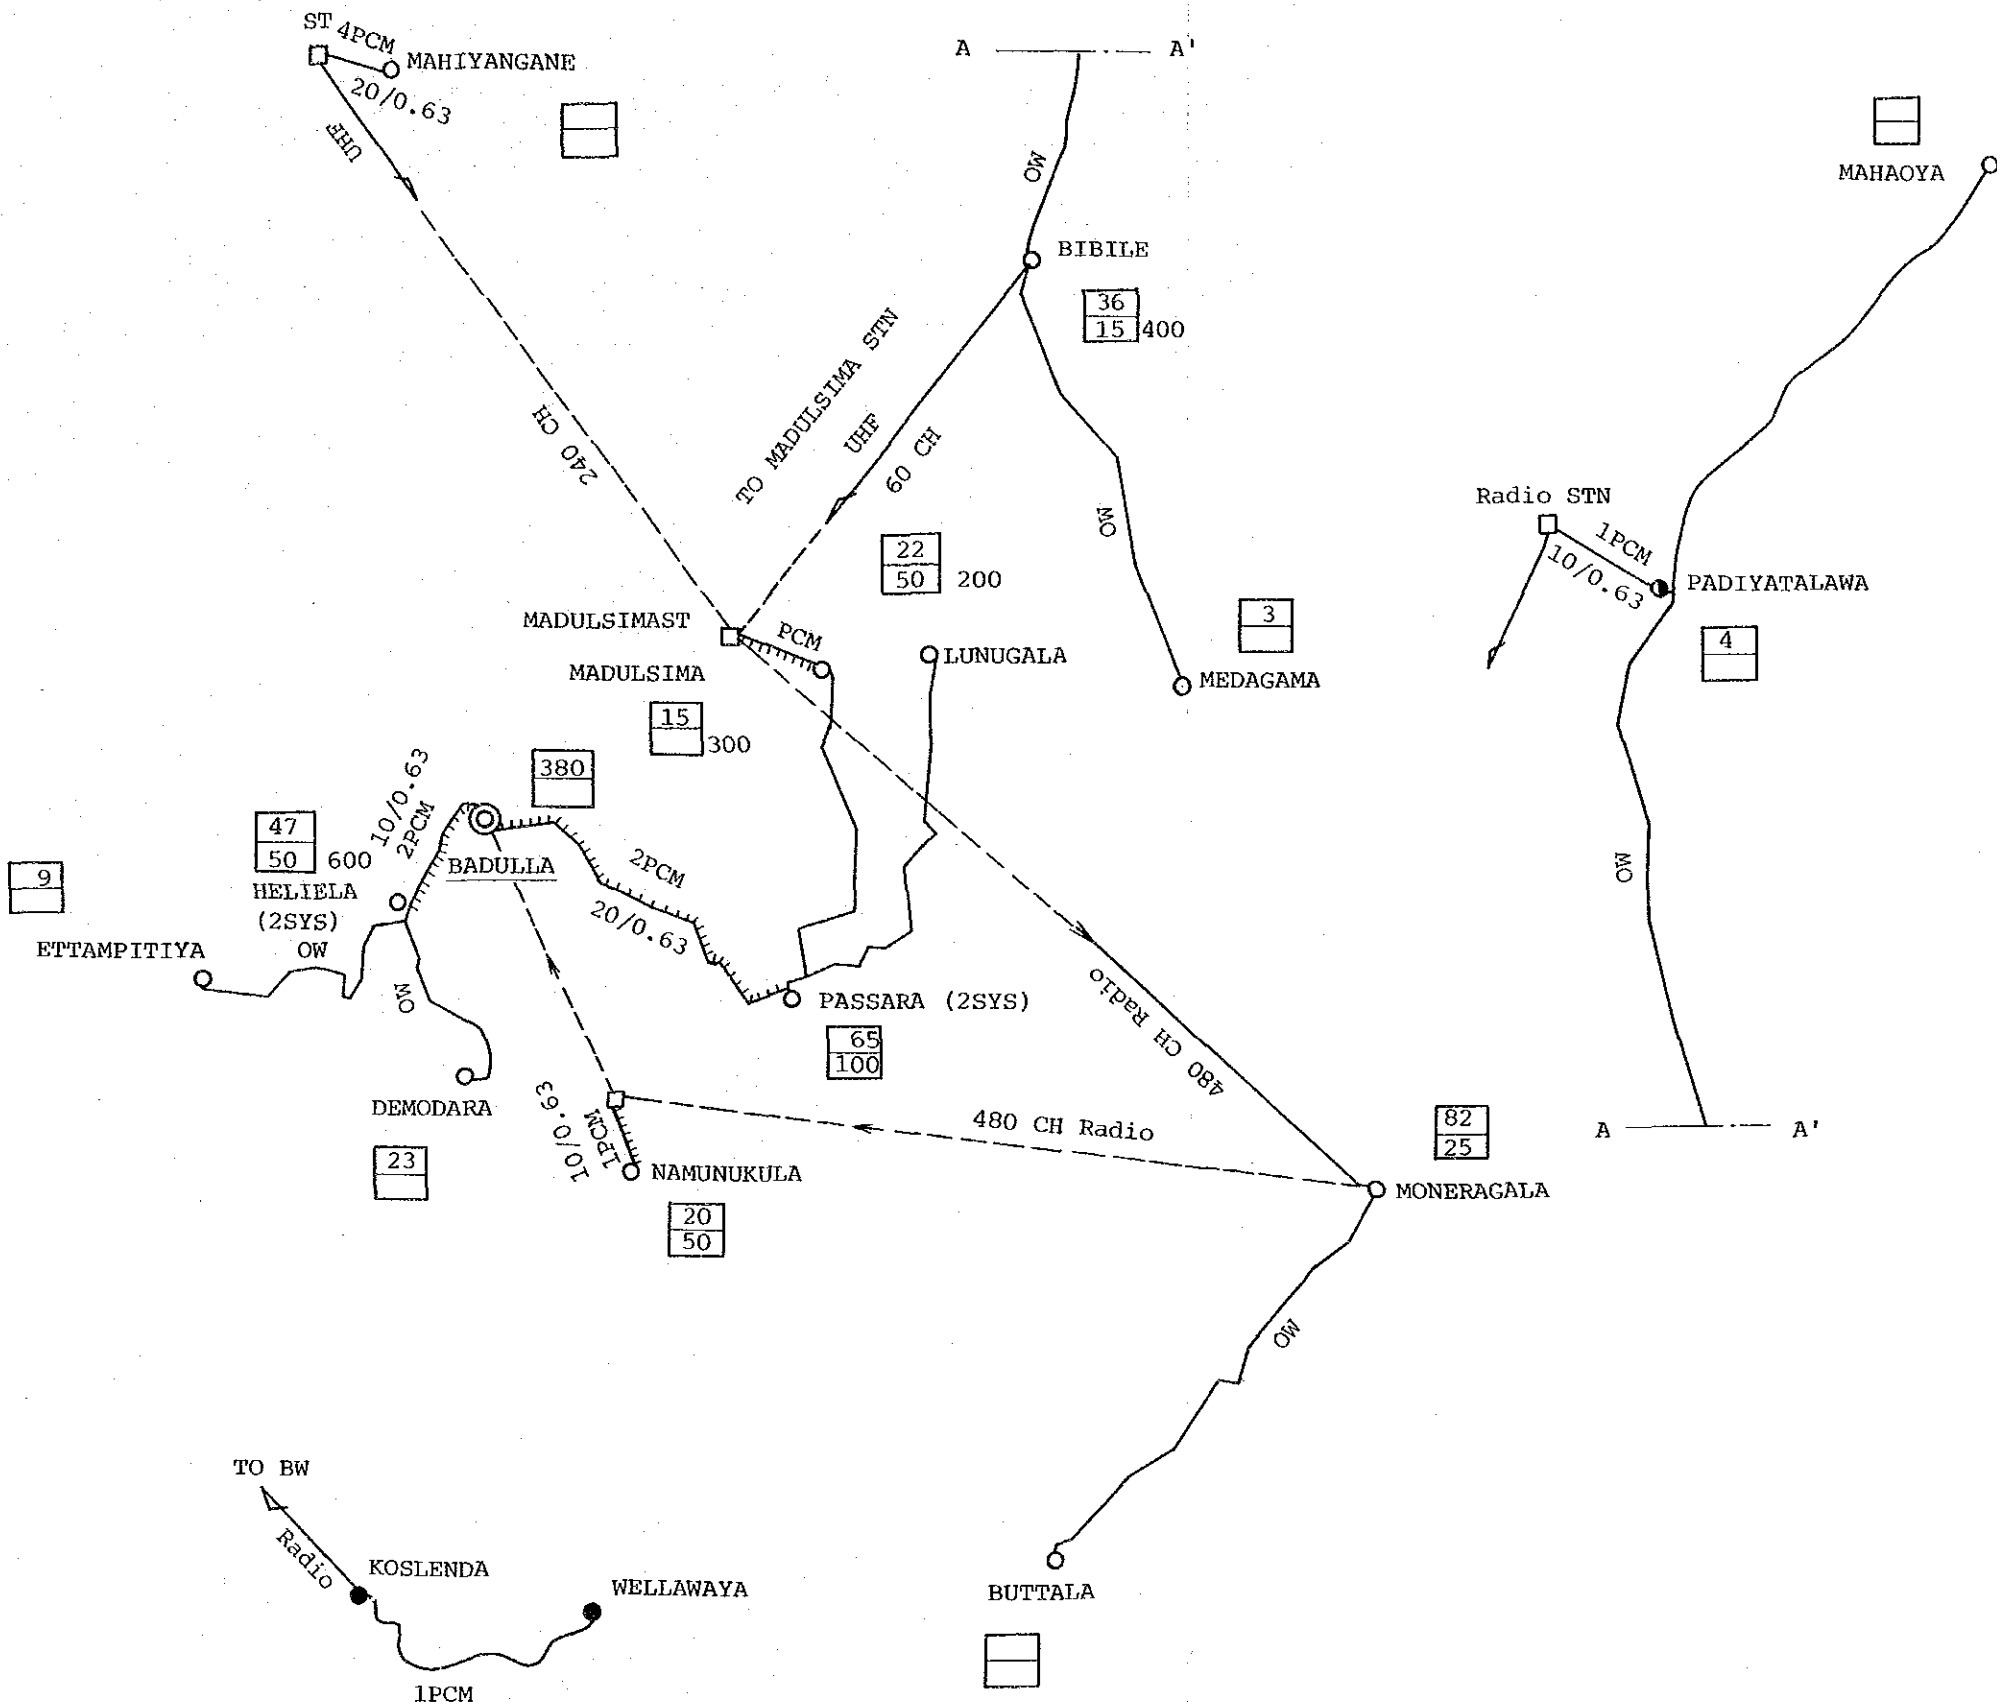 ST
4PCM
MAHIYANGANE
20/0.63
UHF
A
A'
OW
MAHAOYA
BIBILE
36
15 400
TO MADULSIMA STN
UHF
60 CH
240 CH
OW
Radio STN
1PCM
10/0.63
PADIYATALAWA
4
22
50 200
MADULSIMAST
PCM
MADULSIMA
LUNUGALA
3
MEDAGAMA
15
300
380
10/0.63
2PCM
47
50 600
HELIELA
(2SYS)
BADULLA
2PCM
20/0.63
9
ETTAMPITIYA
OW
OW
OW
PASSARA (2SYS)
65
100
480 CH Radio
DEMODARA
23
10/0.63
1PCM
NAMUNUKULA
20
50
480 CH Radio
82
25
MONERAGALA
A
A'
OW
TO BW
Radio
KOSLENDA
WELLAWAYA
1PCM
BUTTALA